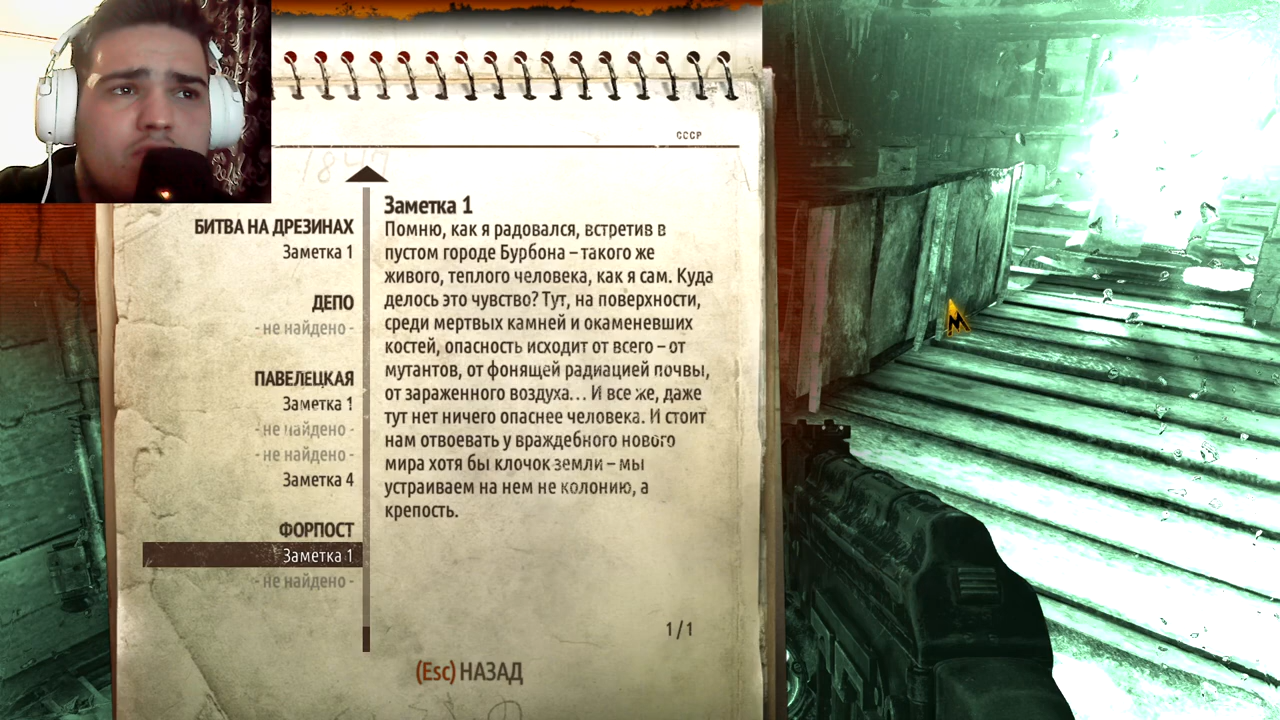 СССР
БИТВА НА ДРЕЗИНАХ
Заметка 1
ДЕПО
- не найдено -
ПАВЕЛЕЦКАЯ
Заметка 1
- не найдено -
- не найдено -
Заметка 4
ФОРПОСТ
Заметка 1
- не найдено -
Заметка 1
Помню, как я радовался, встретив в
пустом городе Бурбона – такого же
живого, теплого человека, как я сам. Куда
делось это чувство? Тут, на поверхности,
среди мертвых камней и окаменевших
костей, опасность исходит от всего – от
мутантов, от фонящей радиацией почвы,
от зараженного воздуха... И все же, даже
тут нет ничего опаснее человека. И стоит
нам отвоевать у враждебного нового
мира хотя бы клочок земли – мы
устраиваем на нем не колонию, а
крепость.
1 / 1
(Esc) НАЗАД